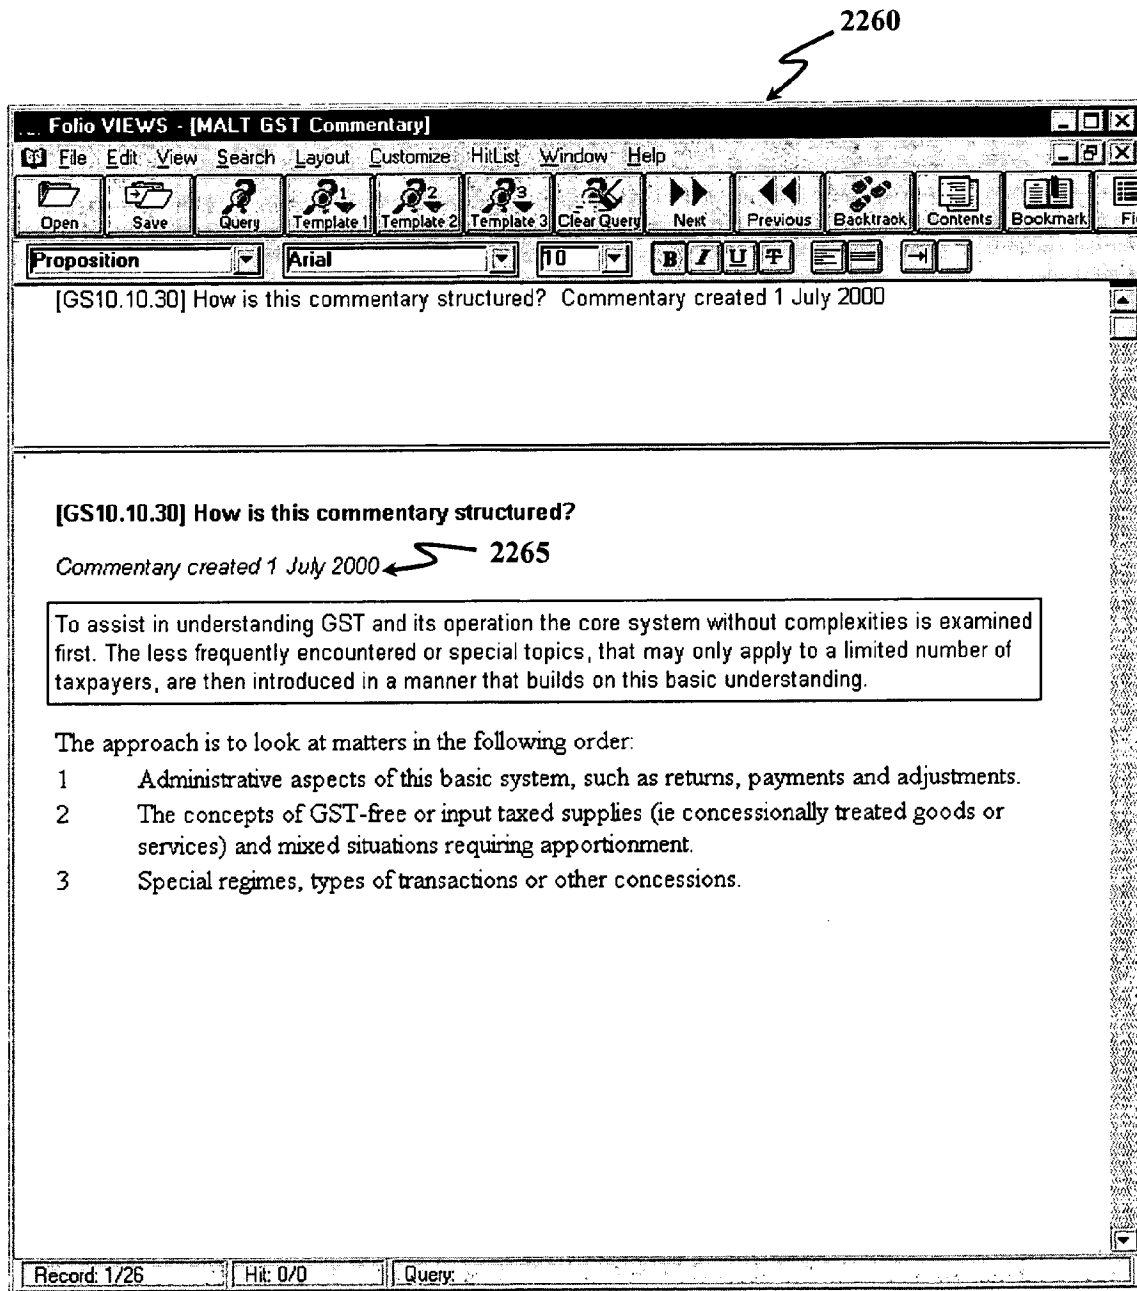 2260
Folio VIEWS - [MALT GST Commentary]
File Edit View Search Layout Customize HitList Window Help
Open Save Query Template 1 Template 2 Template 3 Clear Query Next Previous Backtrack Contents Bookmark Fi
Proposition Arial 10 B I U T
[GS10.10.30] How is this commentary structured? Commentary created 1 July 2000
[GS10.10.30] How is this commentary structured?
Commentary created 1 July 2000 2265
To assist in understanding GST and its operation the core system without complexities is examined
first. The less frequently encountered or special topics, that may only apply to a limited number of
taxpayers, are then introduced in a manner that builds on this basic understanding.
The approach is to look at matters in the following order:
1 Administrative aspects of this basic system, such as returns, payments and adjustments.
2 The concepts of GST-free or input taxed supplies (ie concessionally treated goods or
services) and mixed situations requiring apportionment.
3 Special regimes, types of transactions or other concessions.
Record: 1/26 Hit: 0/0 Query: